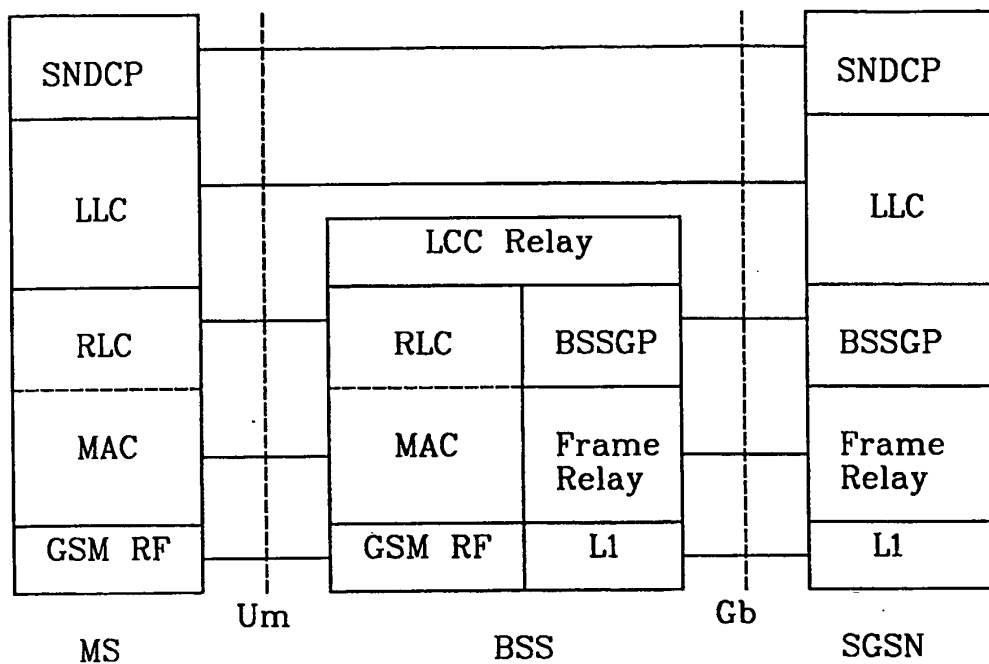 SNDCP
SNDCP
LLC
LLC
LCC Relay
RLC
RLC
BSSGP
BSSGP
MAC
MAC
Frame
Relay
Frame
Relay
GSM RF
GSM RF
L1
L1
Um
Gb
MS
BSS
SGSN